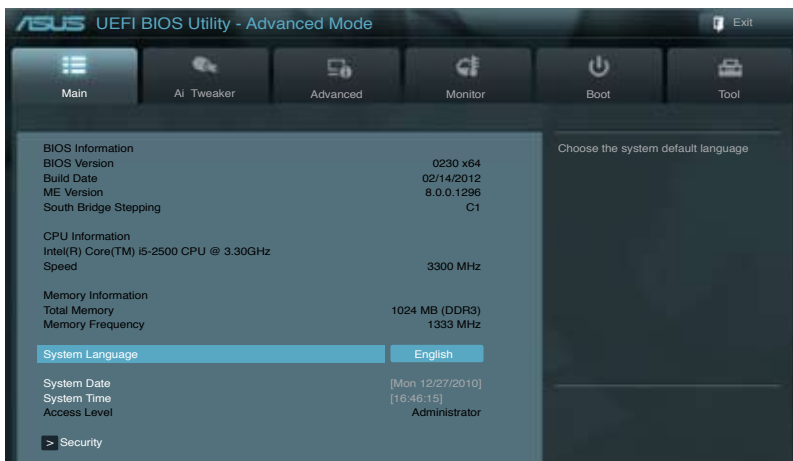 ASUS UEFI BIOS Utility - Advanced Mode
Exit
Main
Ai Tweaker
Advanced
Monitor
Boot
Tool
BIOS Information
BIOS Version 0230 x64
Build Date 02/14/2012
ME Version 8.0.0.1296
South Bridge Stepping C1
CPU Information
Intel(R) Core(TM) i5-2500 CPU @ 3.30GHz
Speed 3300 MHz
Memory Information
Total Memory 1024 MB (DDR3)
Memory Frequency 1333 MHz
System Language English
System Date [Mon 12/27/2010]
System Time [16:46:15]
Access Level Administrator
> Security
Choose the system default language